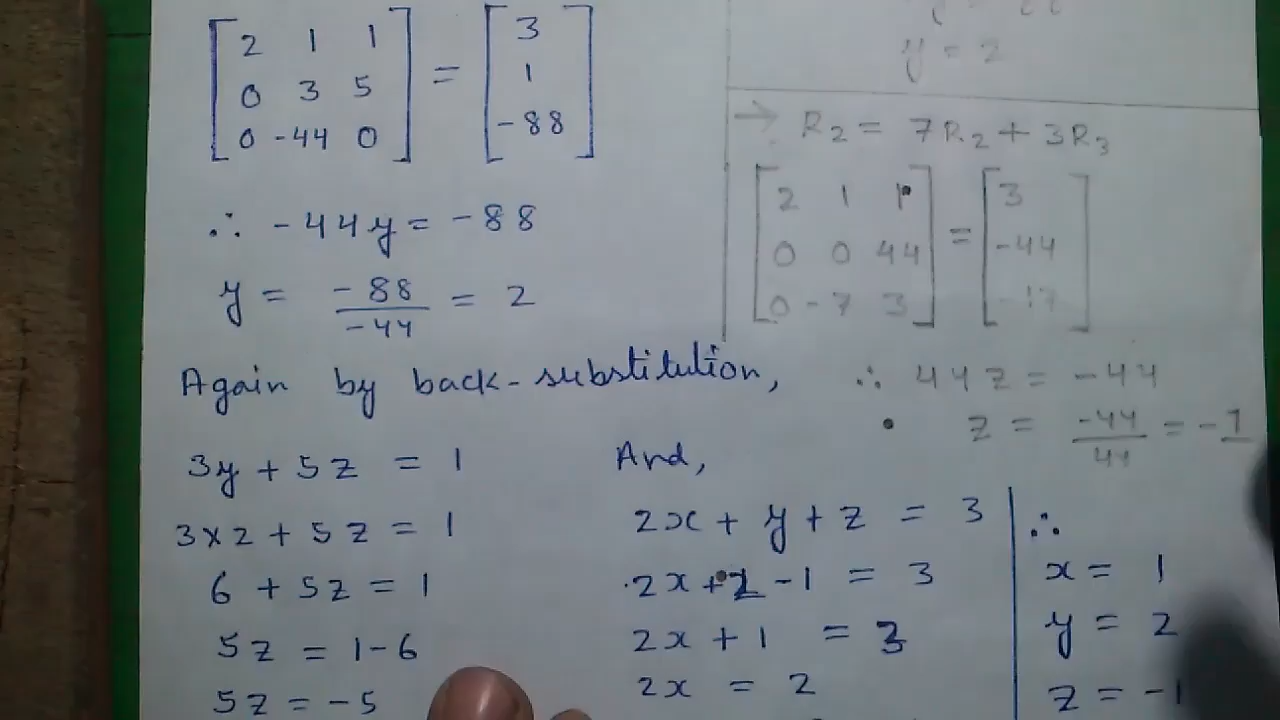 [2 1 1] = [3]
[0 3 5] [1]
[0 -44 0] [-88]
∴ -44y = -88
y = -88/-44 = 2
Again by back-substitution,
3y + 5z = 1
3×2 + 5z = 1
6 + 5z = 1
5z = 1-6
5z = -5
And,
2x + y + z = 3
2x + 2 - 1 = 3
2x + 1 = 3
2x = 2
∴
x = 1
y = 2
z = -1
y = 2
→ R2 = 7R2 + 3R3
[2 1 1] = [3]
[0 0 44] [-44]
[0 -7 3] [-17]
∴ 44z = -44
z = -44/44 = -1